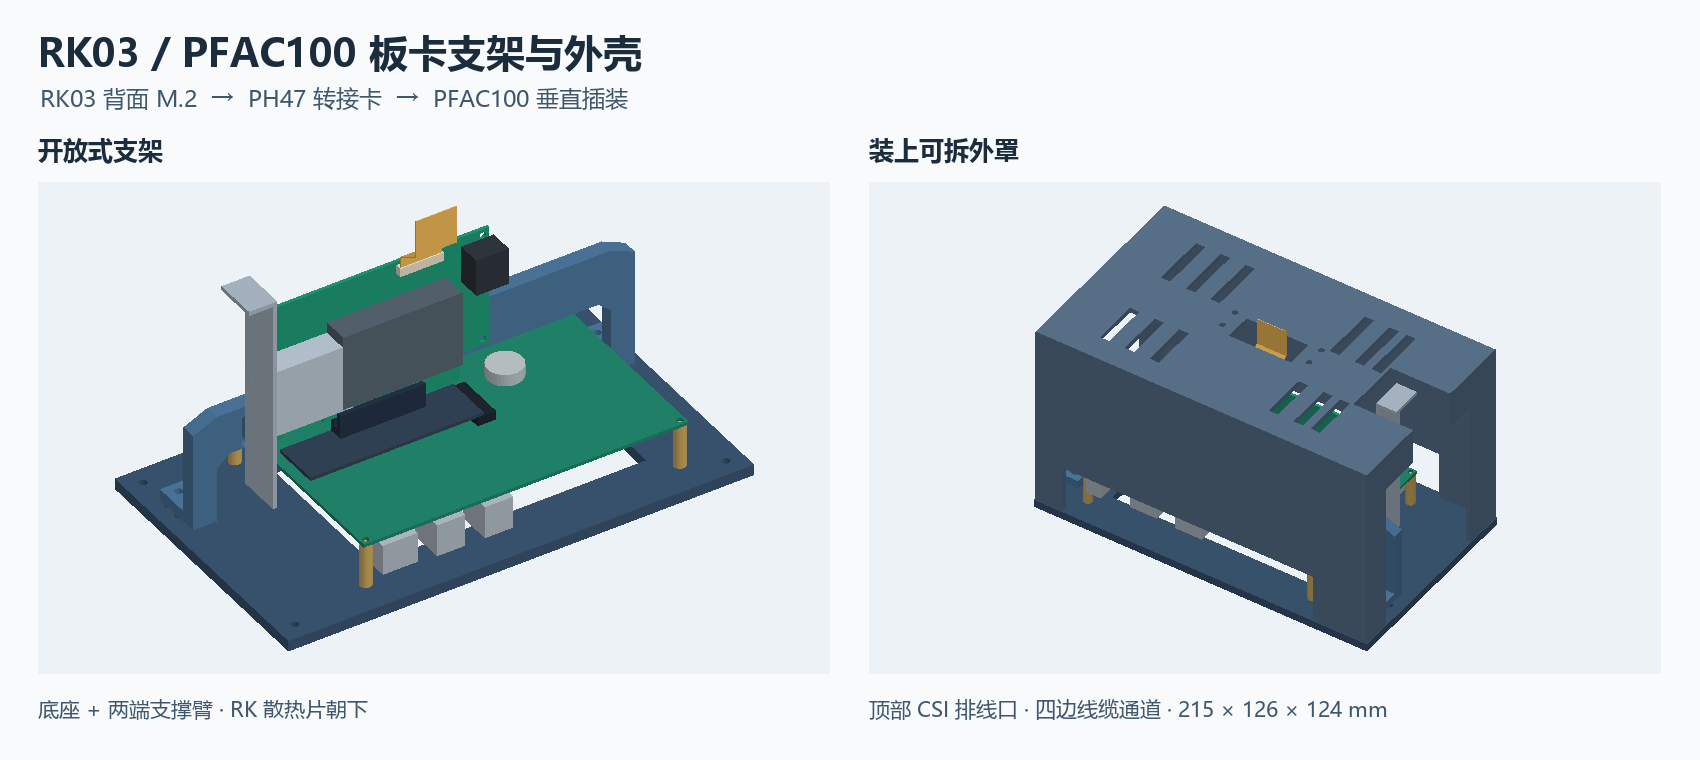 RK03 / PFAC100 板卡支架与外壳
RK03 背面 M.2 → PH47 转接卡 → PFAC100 垂直插装
开放式支架
装上可拆外罩
底座 + 两端支撑臂 · RK 散热片朝下
顶部 CSI 排线口 · 四边线缆通道 · 215 × 126 × 124 mm